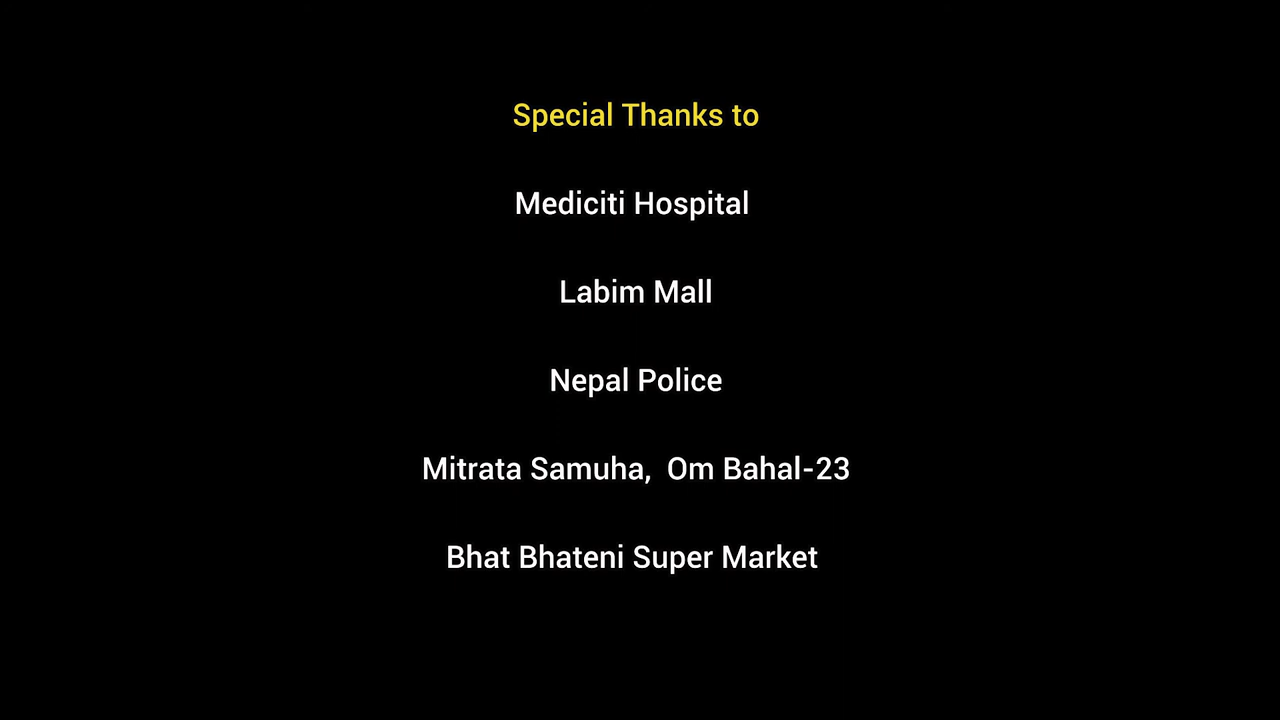 Special Thanks to
Mediciti Hospital
Labim Mall
Nepal Police
Mitrata Samuha,  Om Bahal-23
Bhat Bhateni Super Market